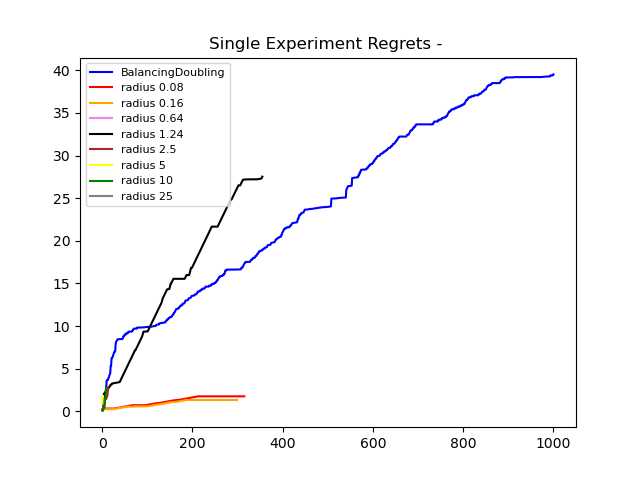 Single Experiment Regrets -
BalancingDoubling
radius 0.08
radius 0.16
radius 0.64
radius 1.24
radius 2.5
radius 5
radius 10
radius 25
40
35
30
25
20
15
10
5
0
0 200 400 600 800 1000